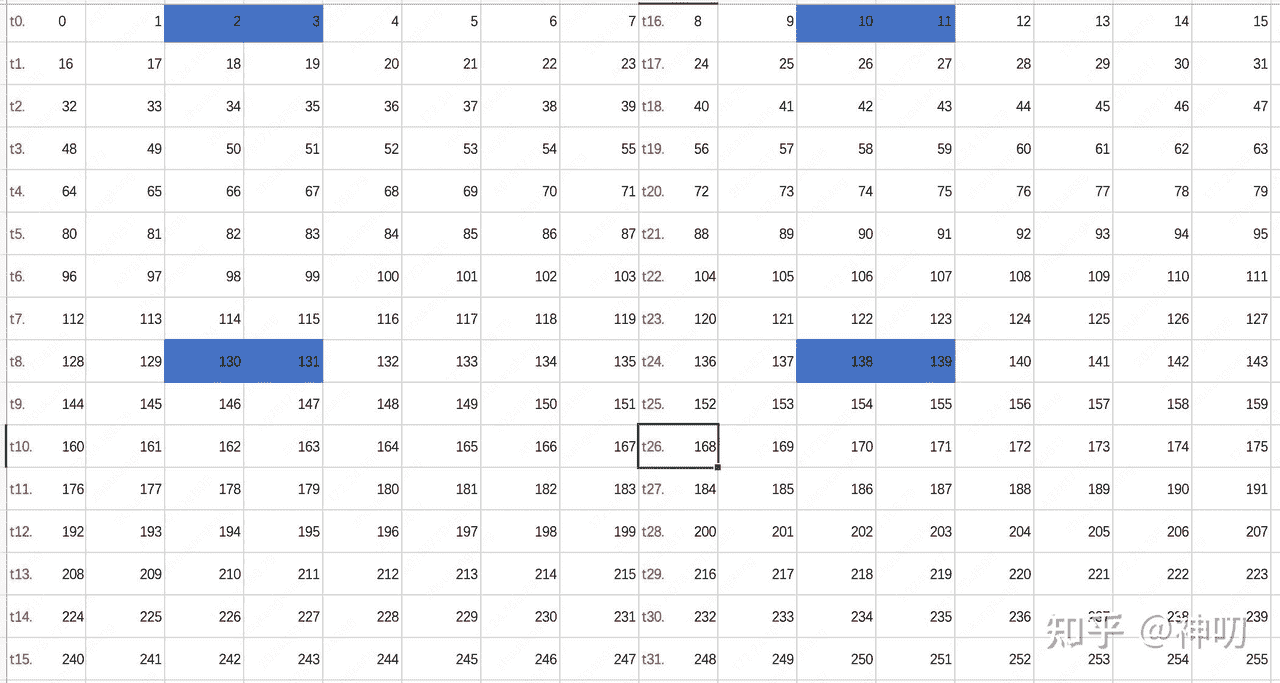 t0. 0 1 2 3 4 5 6 7 t16. 8 9 10 11 12 13 14 15
t1. 16 17 18 19 20 21 22 23 t17. 24 25 26 27 28 29 30 31
t2. 32 33 34 35 36 37 38 39 t18. 40 41 42 43 44 45 46 47
t3. 48 49 50 51 52 53 54 55 t19. 56 57 58 59 60 61 62 63
t4. 64 65 66 67 68 69 70 71 t20. 72 73 74 75 76 77 78 79
t5. 80 81 82 83 84 85 86 87 t21. 88 89 90 91 92 93 94 95
t6. 96 97 98 99 100 101 102 103 t22. 104 105 106 107 108 109 110 111
t7. 112 113 114 115 116 117 118 119 t23. 120 121 122 123 124 125 126 127
t8. 128 129 130 131 132 133 134 135 t24. 136 137 138 139 140 141 142 143
t9. 144 145 146 147 148 149 150 151 t25. 152 153 154 155 156 157 158 159
t10. 160 161 162 163 164 165 166 167 t26. 168 169 170 171 172 173 174 175
t11. 176 177 178 179 180 181 182 183 t27. 184 185 186 187 188 189 190 191
t12. 192 193 194 195 196 197 198 199 t28. 200 201 202 203 204 205 206 207
t13. 208 209 210 211 212 213 214 215 t29. 216 217 218 219 220 221 222 223
t14. 224 225 226 227 228 229 230 231 t30. 232 233 234 235 236 237 238 239
知乎 @神叨
t15. 240 241 242 243 244 245 246 247 t31. 248 249 250 251 252 253 254 255